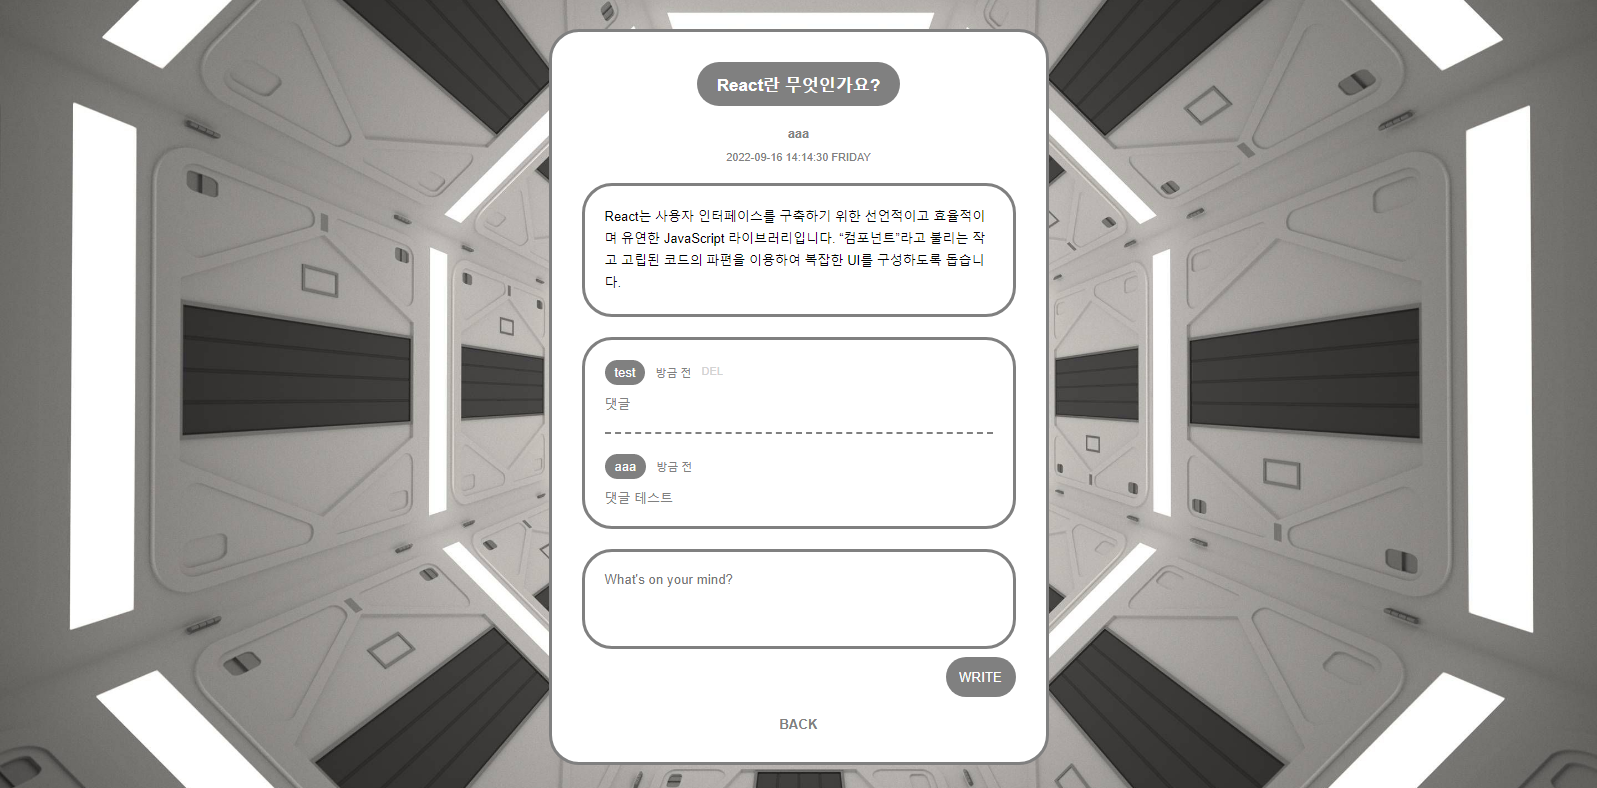 React란 무엇인가요?
aaa
2022-09-16 14:14:30 FRIDAY
React는 사용자 인터페이스를 구축하기 위한 선언적이고 효율적이
며 유연한 JavaScript 라이브러리입니다. “컴포넌트”라고 불리는 작
고 고립된 코드의 파편을 이용하여 복잡한 UI를 구성하도록 돕습니
다.
test 방금 전 DEL
댓글
aaa 방금 전
댓글 테스트
What's on your mind?
WRITE
BACK